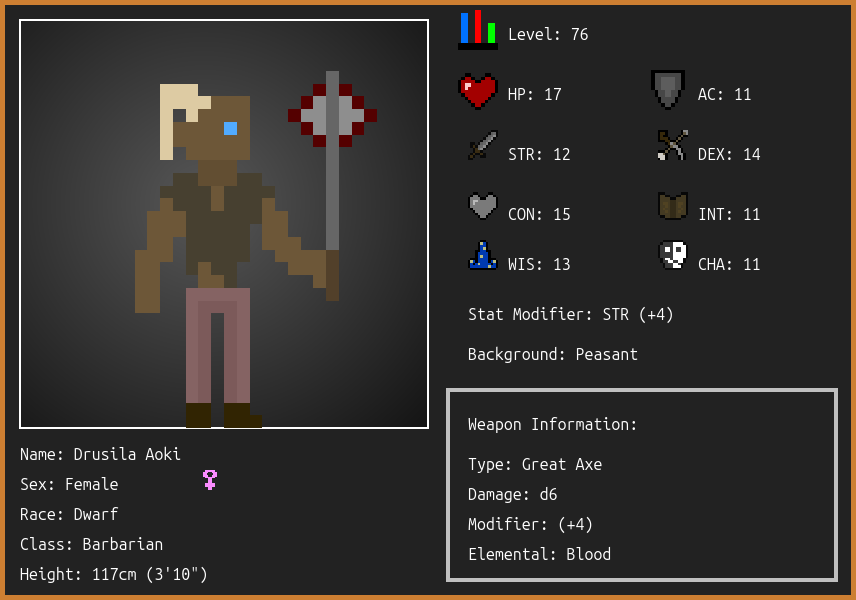 Level: 76
HP: 17
AC: 11
STR: 12
DEX: 14
CON: 15
INT: 11
WIS: 13
CHA: 11
Stat Modifier: STR (+4)
Background: Peasant
Weapon Information:
Type: Great Axe
Damage: d6
Modifier: (+4)
Elemental: Blood
Name: Drusila Aoki
Sex: Female
Race: Dwarf
Class: Barbarian
Height: 117cm (3'10")